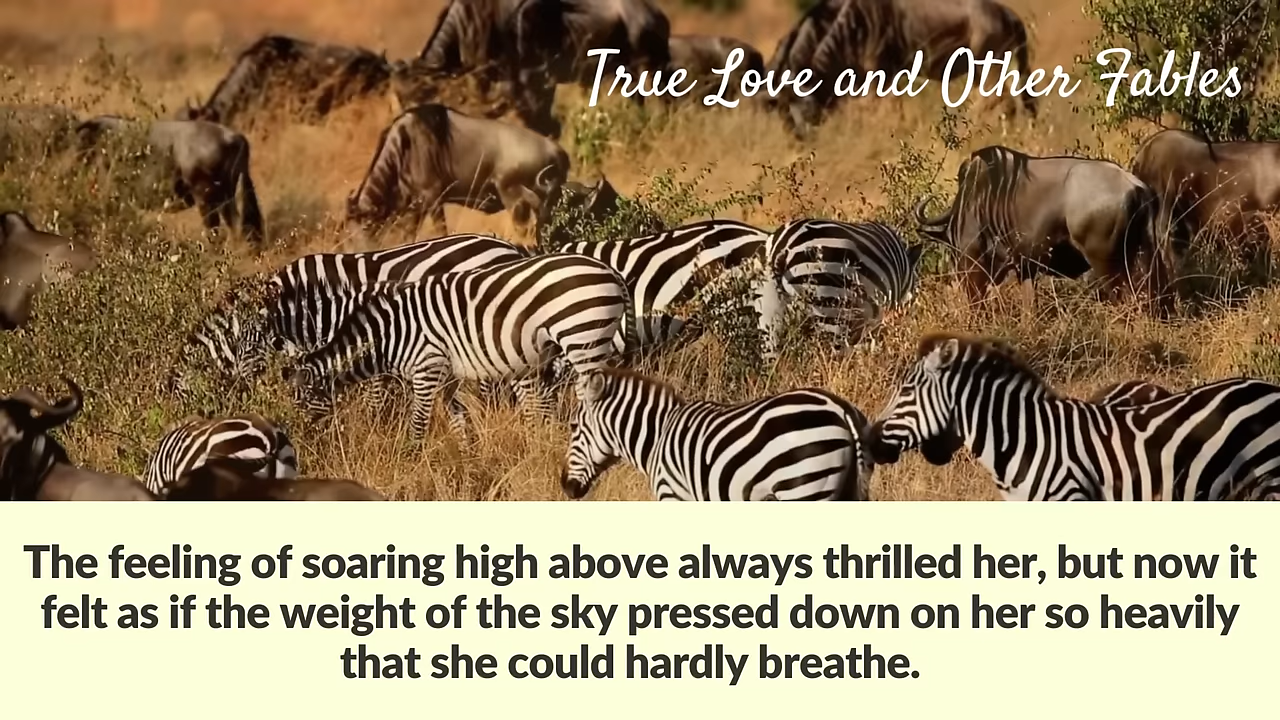 True Love and Other Fables
The feeling of soaring high above always thrilled her, but now it
felt as if the weight of the sky pressed down on her so heavily
that she could hardly breathe.